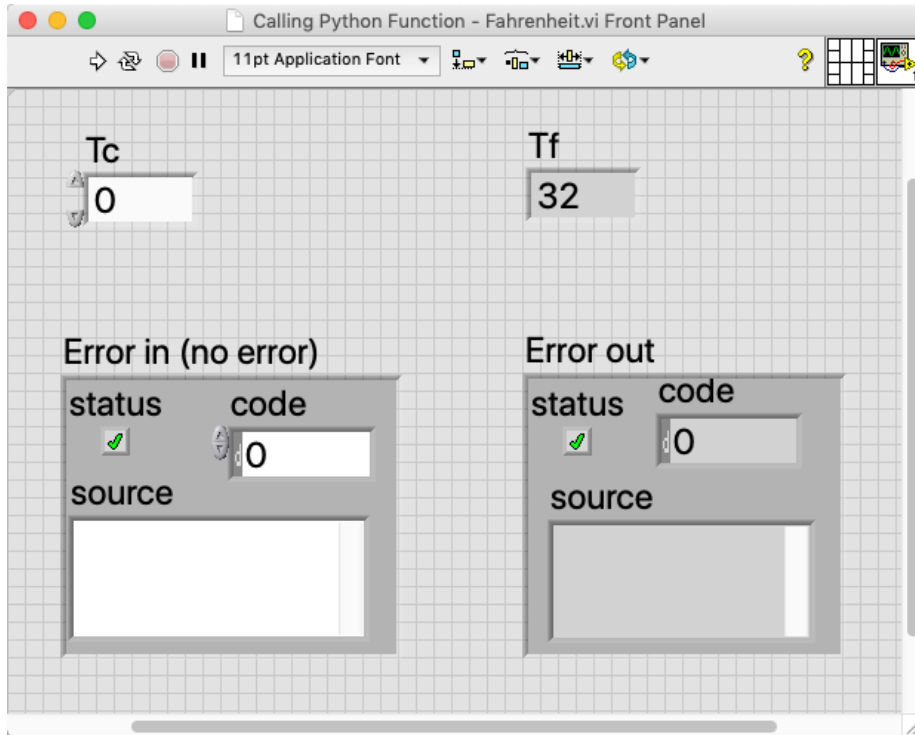 Calling Python Function - Fahrenheit.vi Front Panel
11pt Application Font
?
Tc
0
Tf
32
Error in (no error)
status
code
d
0
source
Error out
status
code
d
0
source